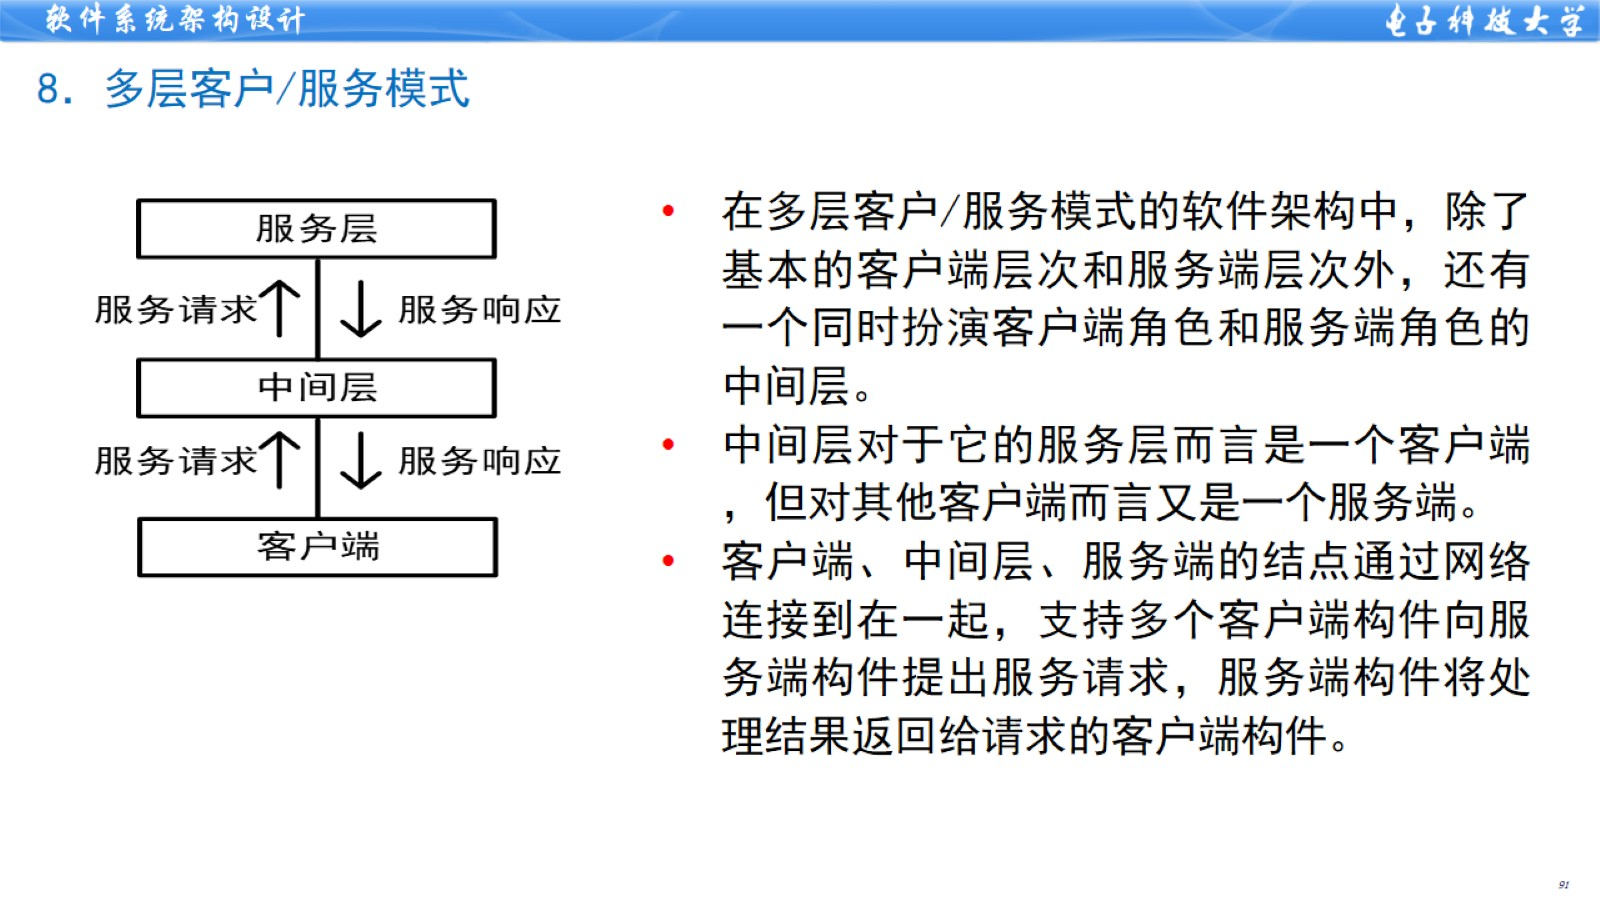 软件系统架构设计
电子科技大学
8. 多层客户/服务模式
服务层
服务请求
服务响应
中间层
服务请求
服务响应
客户端
• 在多层客户/服务模式的软件架构中，除了
基本的客户端层次和服务端层次外，还有
一个同时扮演客户端角色和服务端角色的
中间层。
• 中间层对于它的服务层而言是一个客户端
，但对其他客户端而言又是一个服务端。
• 客户端、中间层、服务端的结点通过网络
连接到在一起，支持多个客户端构件向服
务端构件提出服务请求，服务端构件将处
理结果返回给请求的客户端构件。
91